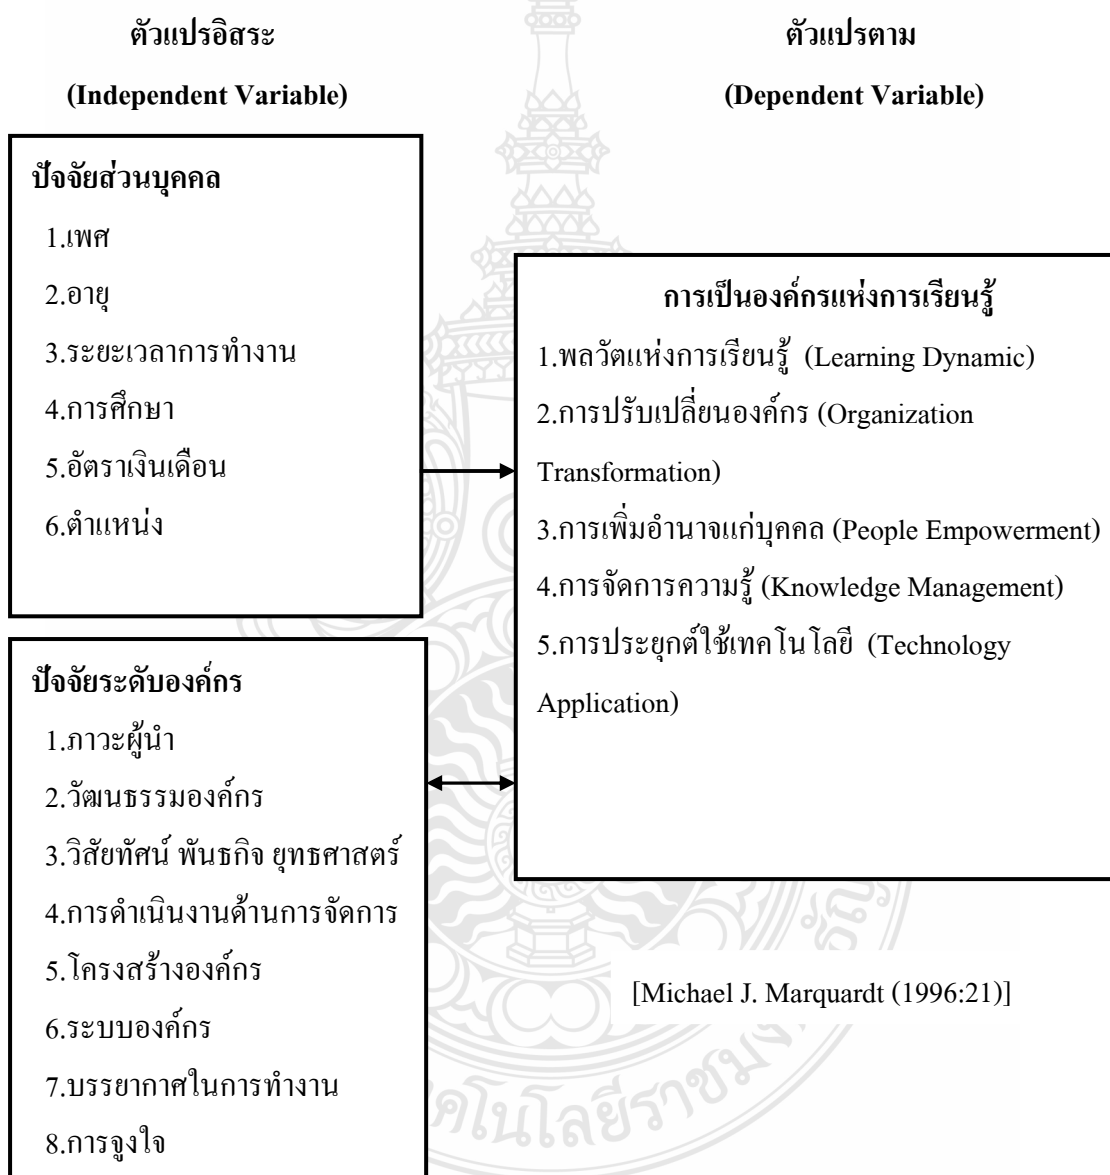 ตัวแปรอิสระ
(Independent Variable)
ปัจจัยส่วนบุคคล
1.เพศ
2.อายุ
3.ระยะเวลาการทำงาน
4.การศึกษา
5.อัตราเงินเดือน
6.ตำแหน่ง
ปัจจัยระดับองค์กร
1.ภาวะผู้นำ
2.วัฒนธรรมองค์กร
3.วิสัยทัศน์ พันธกิจ ยุทธศาสตร์
4.การดำเนินงานด้านการจัดการ
5.โครงสร้างองค์กร
6.ระบบองค์กร
7.บรรยากาศในการทำงาน
8.การจูงใจ
ตัวแปรตาม
(Dependent Variable)
การเป็นองค์กรแห่งการเรียนรู้
1.พลวัตแห่งการเรียนรู้ (Learning Dynamic)
2.การปรับเปลี่ยนองค์กร (Organization
Transformation)
3.การเพิ่มอำนาจแก่บุคคล (People Empowerment)
4.การจัดการความรู้ (Knowledge Management)
5.การประยุกต์ใช้เทคโนโลยี (Technology
Application)
[Michael J. Marquardt (1996:21)]